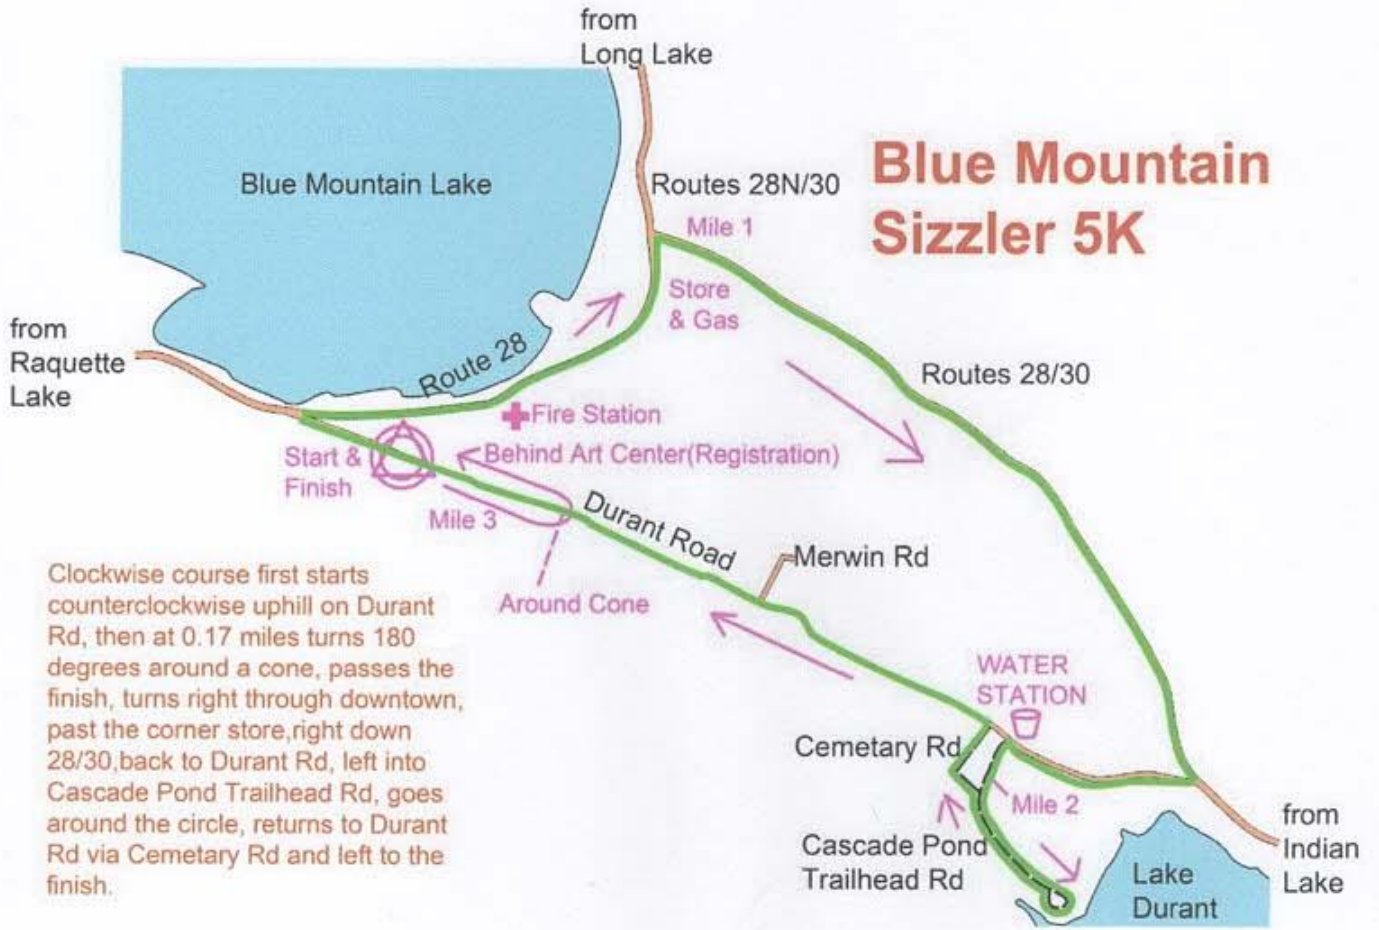 from
Long Lake
Blue Mountain Lake
Routes 28N/30
Blue Mountain
Sizzler 5K
Mile 1
Store
& Gas
from
Raquette
Lake
Route 28
Routes 28/30
Fire Station
Start &
Finish
Behind Art Center(Registration)
Mile 3
Durant Road
Merwin Rd
Around Cone
Clockwise course first starts
counterclockwise uphill on Durant
Rd, then at 0.17 miles turns 180
degrees around a cone, passes the
finish, turns right through downtown,
past the corner store,right down
28/30,back to Durant Rd, left into
Cascade Pond Trailhead Rd, goes
around the circle, returns to Durant
Rd via Cemetary Rd and left to the
finish.
WATER
STATION
Cemetary Rd
Mile 2
Cascade Pond
Trailhead Rd
from
Indian
Lake
Lake
Durant